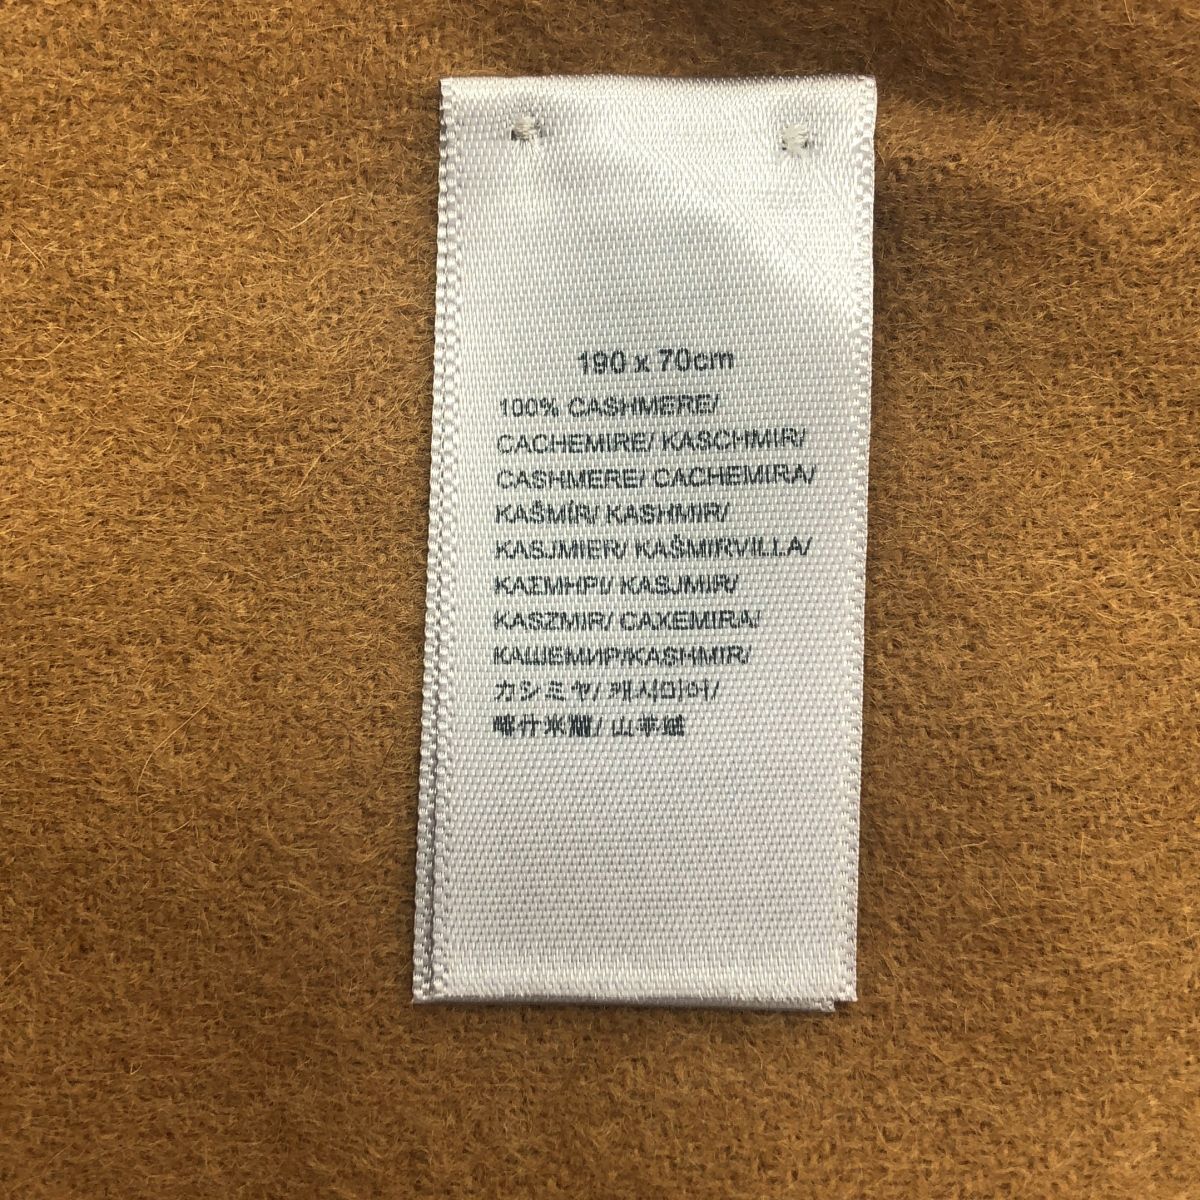 190 x 70cm
100% CASHMERE/
CACHEMIRE/ KASCHMIR/
CASHMERE/ CACHEMIRA/
KAŠMÍR/ KASHMIR/
KASJMIER/ KAŠMIRVILLA/
ΚΑΣΜΗΡΙ/ KASJMIR/
KASZMIR/ CAXEMIRA/
КАШЕМИР/KASHMIR/
カシミヤ/ 캐시미어/
喀什米爾/ 山羊絨